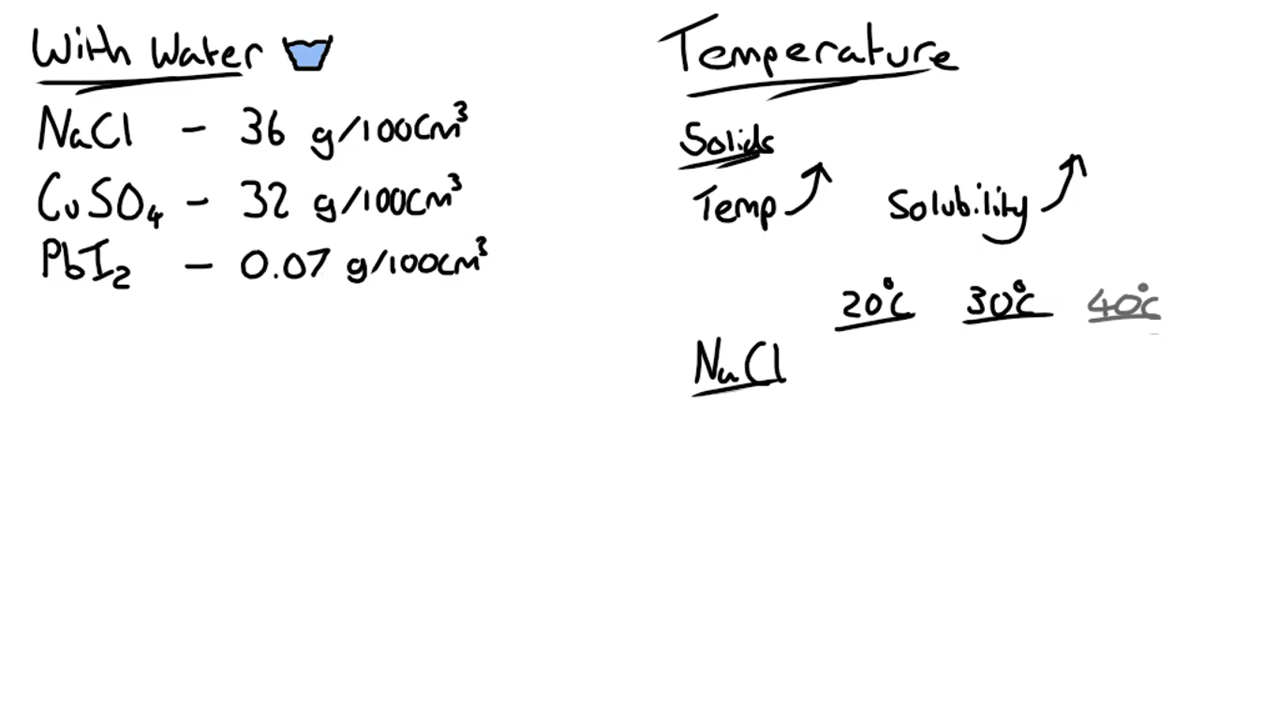 With Water
NaCl - 36 g/100cm³
CuSO₄ - 32 g/100cm³
PbI₂ - 0.07 g/100cm³
Temperature
Solids
Temp Solubility
20°C 30°C 40°C
NaCl